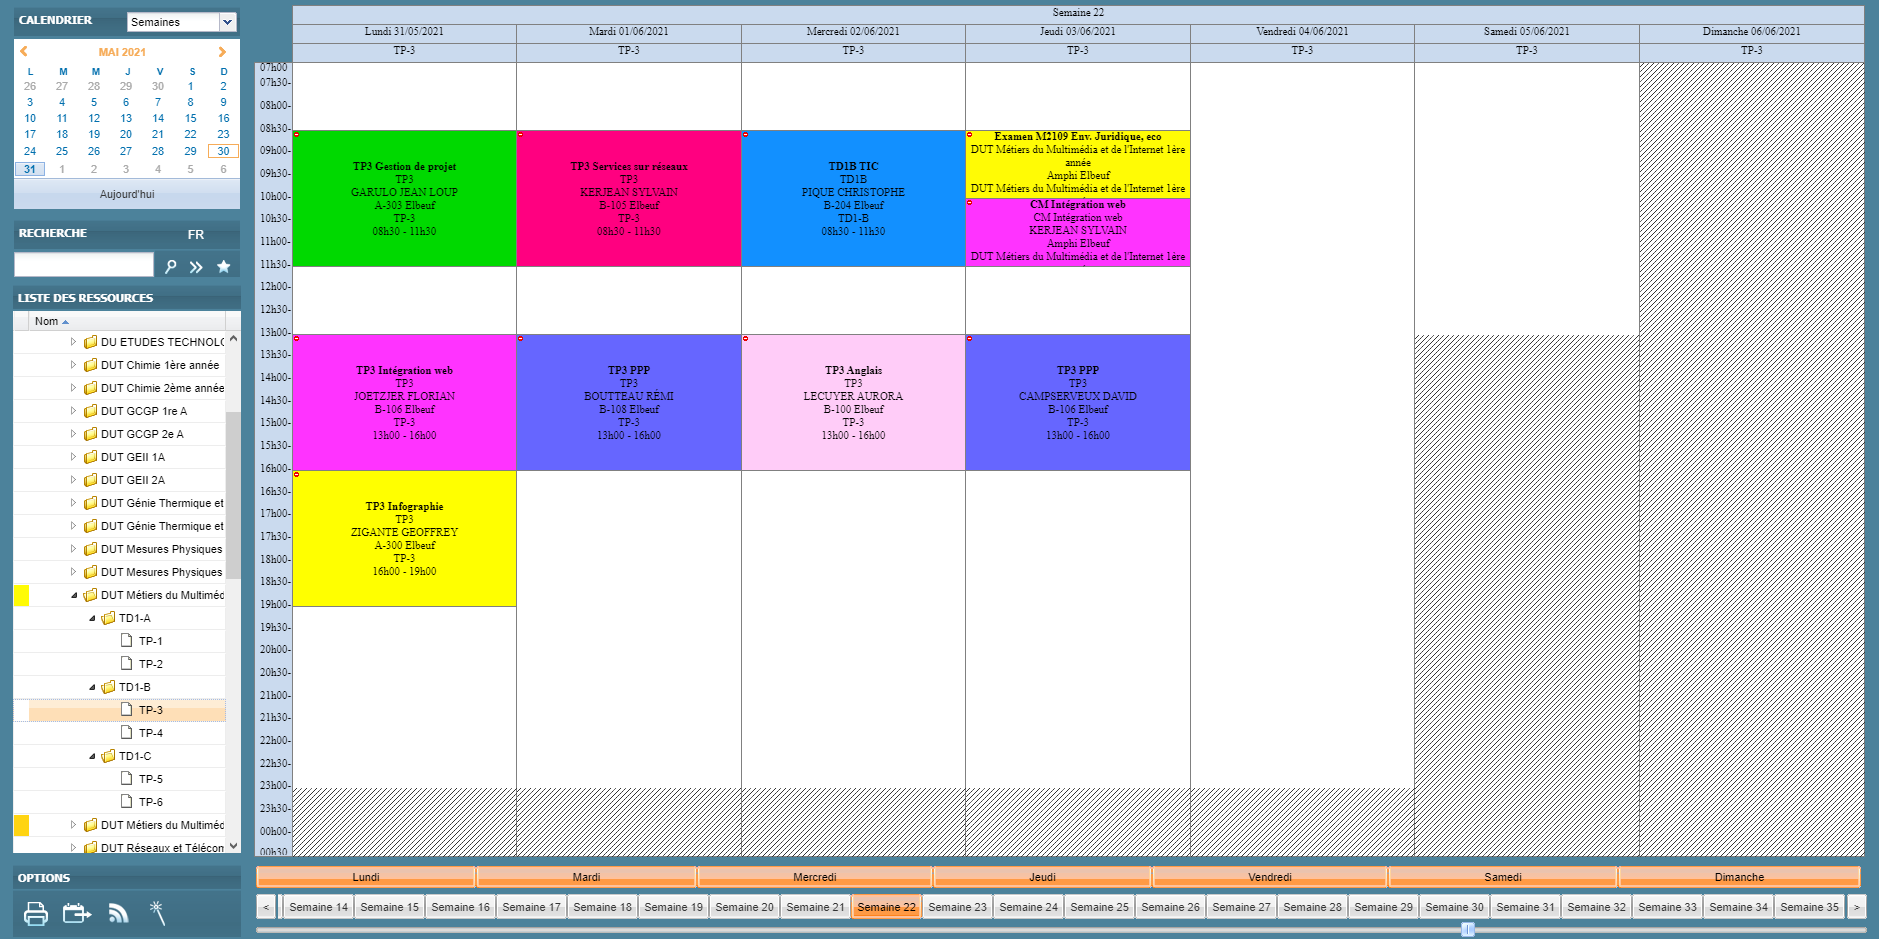 CALENDRIER
Semaines
MAI 2021
L M M J V S D
26 27 28 29 30 1 2
3 4 5 6 7 8 9
10 11 12 13 14 15 16
17 18 19 20 21 22 23
24 25 26 27 28 29 30
31 1 2 3 4 5 6
Aujourd'hui
RECHERCHE FR
LISTE DES RESSOURCES
Nom
DU ETUDES TECHNOLO
DUT Chimie 1ère année
DUT Chimie 2ème année
DUT GCGP 1re A
DUT GCGP 2e A
DUT GEII 1A
DUT GEII 2A
DUT Génie Thermique et
DUT Génie Thermique et
DUT Mesures Physiques
DUT Mesures Physiques
DUT Métiers du Multiméd
TD1-A
TP-1
TP-2
TD1-B
TP-3
TP-4
TD1-C
TP-5
TP-6
DUT Métiers du Multiméd
DUT Réseaux et Télécom
OPTIONS
Semaine 22
Lundi 31/05/2021 Mardi 01/06/2021 Mercredi 02/06/2021 Jeudi 03/06/2021 Vendredi 04/06/2021 Samedi 05/06/2021 Dimanche 06/06/2021
TP-3 TP-3 TP-3 TP-3 TP-3 TP-3 TP-3
07h00
07h30-
08h00-
08h30-
09h00-
09h30-
10h00-
10h30-
11h00-
11h30-
12h00-
12h30-
13h00-
13h30-
14h00-
14h30-
15h00-
15h30-
16h00-
16h30-
17h00-
17h30-
18h00-
18h30-
19h00-
19h30-
20h00-
20h30-
21h00-
21h30-
22h00-
22h30-
23h00-
23h30-
00h00-
00h30
TP3 Gestion de projet
TP3
GARULO JEAN LOUP
A-303 Elbeuf
TP-3
08h30 - 11h30
TP3 Services sur réseaux
TP3
KERJEAN SYLVAIN
B-105 Elbeuf
TP-3
08h30 - 11h30
TD1B TIC
TD1B
PIQUE CHRISTOPHE
B-204 Elbeuf
TD1-B
08h30 - 11h30
Examen M2109 Env. Juridique, eco
DUT Métiers du Multimédia et de l'Internet 1ère
année
Amphi Elbeuf
DUT Métiers du Multimédia et de l'Internet 1ère
CM Intégration web
CM Intégration web
KERJEAN SYLVAIN
Amphi Elbeuf
DUT Métiers du Multimédia et de l'Internet 1ère
TP3 Intégration web
TP3
JOETZJER FLORIAN
B-106 Elbeuf
TP-3
13h00 - 16h00
TP3 PPP
TP3
BOUTTEAU RÉMI
B-108 Elbeuf
TP-3
13h00 - 16h00
TP3 Anglais
TP3
LECUYER AURORA
B-100 Elbeuf
TP-3
13h00 - 16h00
TP3 PPP
TP3
CAMPSERVEUX DAVID
B-106 Elbeuf
TP-3
13h00 - 16h00
TP3 Infographie
TP3
ZIGANTE GEOFFREY
A-300 Elbeuf
TP-3
16h00 - 19h00
Lundi Mardi Mercredi Jeudi Vendredi Samedi Dimanche
< Semaine 14 Semaine 15 Semaine 16 Semaine 17 Semaine 18 Semaine 19 Semaine 20 Semaine 21 Semaine 22 Semaine 23 Semaine 24 Semaine 25 Semaine 26 Semaine 27 Semaine 28 Semaine 29 Semaine 30 Semaine 31 Semaine 32 Semaine 33 Semaine 34 Semaine 35 >